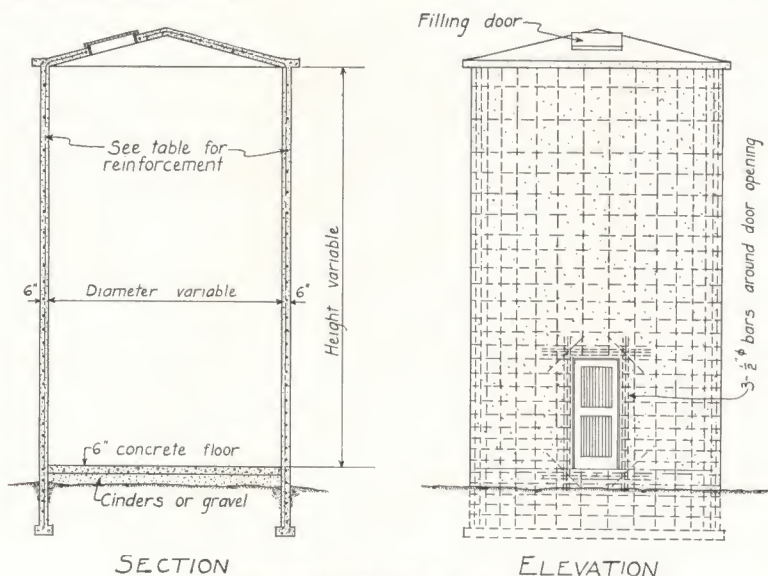 Filling door
See table for
reinforcement
6"
Diameter variable
6"
Height variable
3-½"ϕ bars around door opening
6" concrete floor
Cinders or gravel
SECTION
ELEVATION